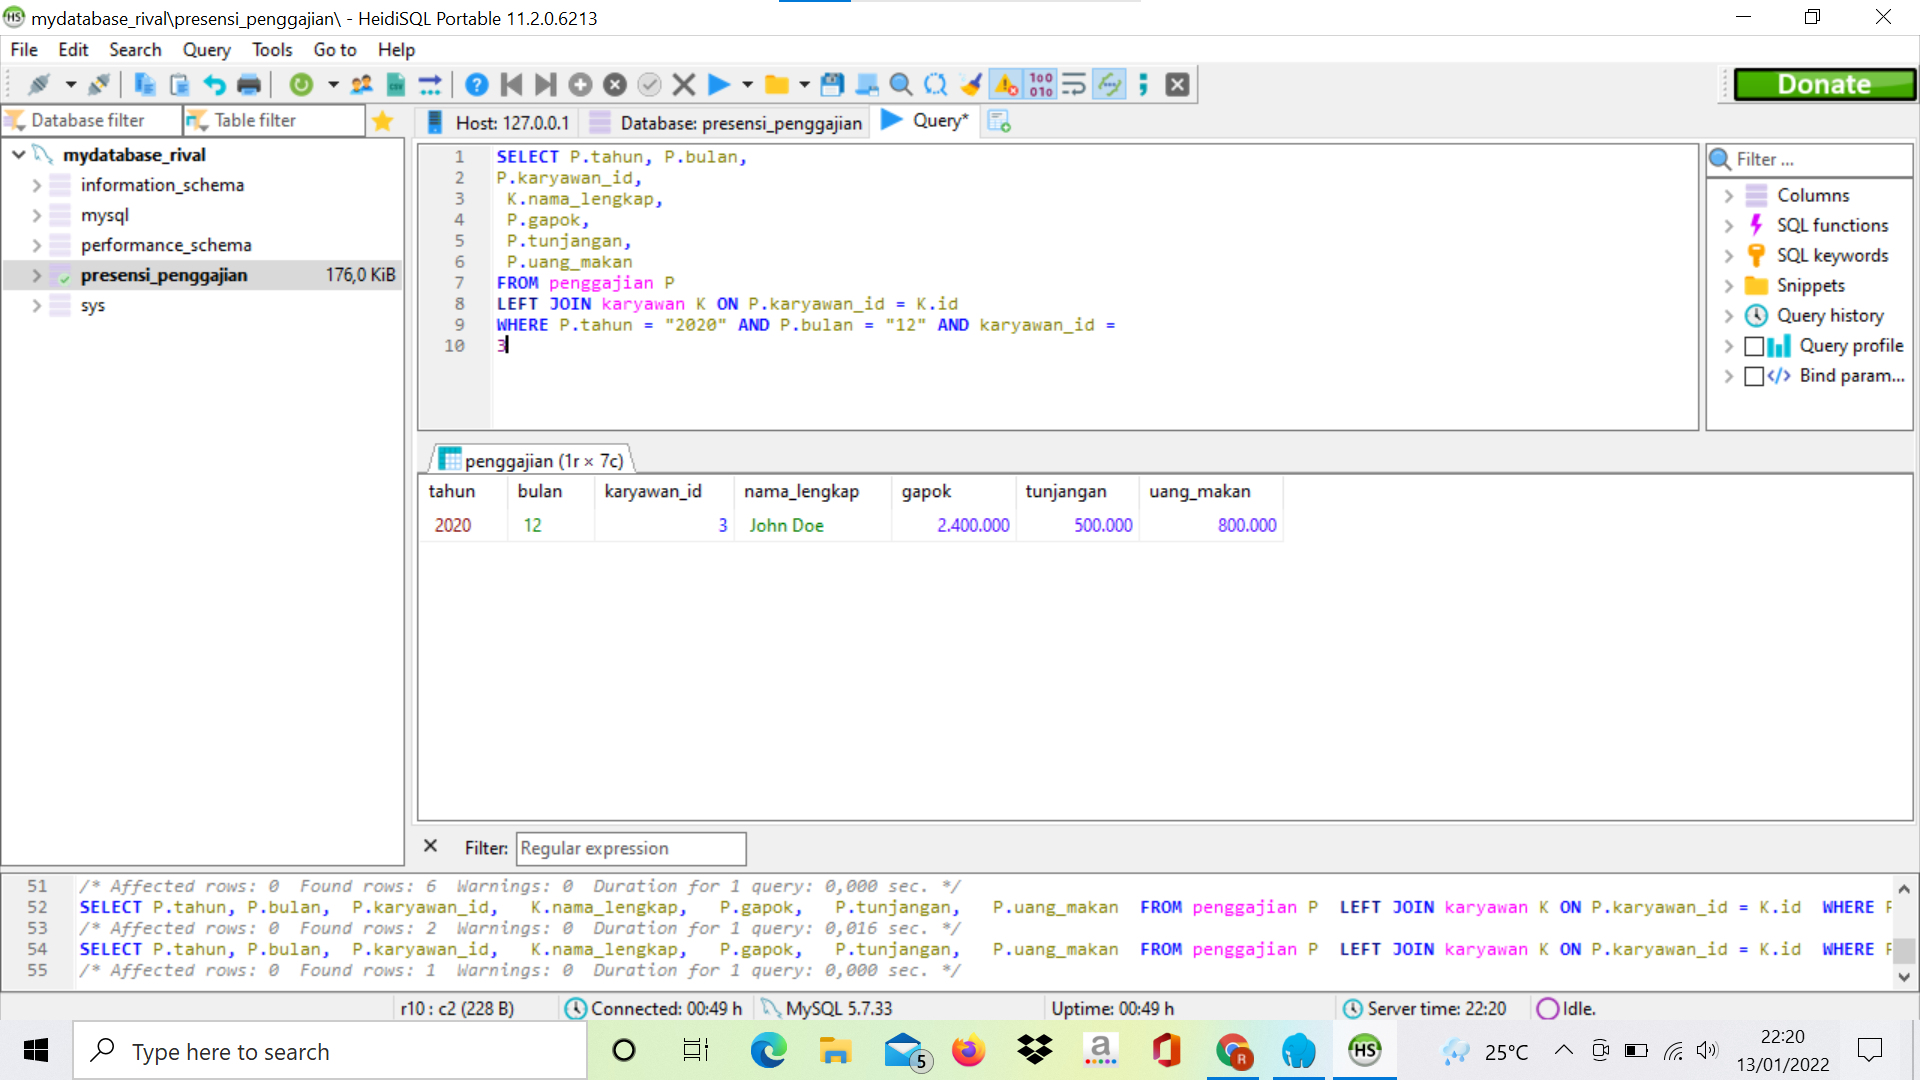 HS mydatabase_rival\presensi_penggajian\ - HeidiSQL Portable 11.2.0.6213
File Edit Search Query Tools Go to Help
Donate
Database filter Table filter
Host: 127.0.0.1 Database: presensi_penggajian Query*
mydatabase_rival
information_schema
mysql
performance_schema
presensi_penggajian 176,0 KiB
sys
1 SELECT P.tahun, P.bulan,
2 P.karyawan_id,
3 K.nama_lengkap,
4 P.gapok,
5 P.tunjangan,
6 P.uang_makan
7 FROM penggajian P
8 LEFT JOIN karyawan K ON P.karyawan_id = K.id
9 WHERE P.tahun = "2020" AND P.bulan = "12" AND karyawan_id =
10 3
Filter ...
Columns
SQL functions
SQL keywords
Snippets
Query history
Query profile
Bind param...
penggajian (1r × 7c)
tahun bulan karyawan_id nama_lengkap gapok tunjangan uang_makan
2020 12 3 John Doe 2.400.000 500.000 800.000
Filter: Regular expression
51 /* Affected rows: 0 Found rows: 6 Warnings: 0 Duration for 1 query: 0,000 sec. */
52 SELECT P.tahun, P.bulan, P.karyawan_id, K.nama_lengkap, P.gapok, P.tunjangan, P.uang_makan FROM penggajian P LEFT JOIN karyawan K ON P.karyawan_id = K.id WHERE P
53 /* Affected rows: 0 Found rows: 2 Warnings: 0 Duration for 1 query: 0,016 sec. */
54 SELECT P.tahun, P.bulan, P.karyawan_id, K.nama_lengkap, P.gapok, P.tunjangan, P.uang_makan FROM penggajian P LEFT JOIN karyawan K ON P.karyawan_id = K.id WHERE P
55 /* Affected rows: 0 Found rows: 1 Warnings: 0 Duration for 1 query: 0,000 sec. */
r10 : c2 (228 B) Connected: 00:49 h MySQL 5.7.33 Uptime: 00:49 h Server time: 22:20 Idle.
Type here to search 5 a R HS 25°C 22:20
13/01/2022